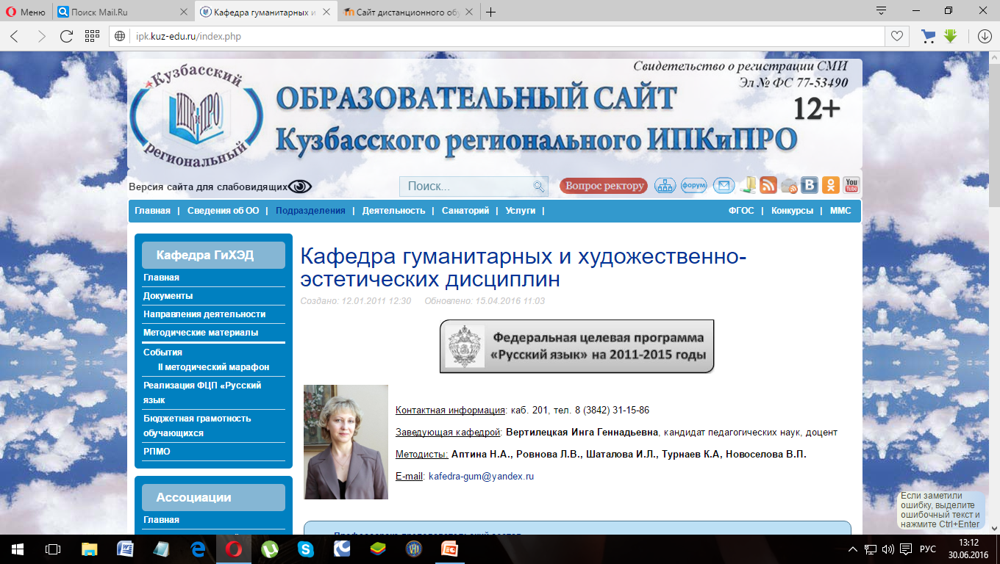 Меню
Поиск Mail.Ru
Кафедра гуманитарных и
Сайт дистанционного обу
ipk.kuz-edu.ru/index.php
Свидетельство о регистрации СМИ
Эл № ФС 77-53490
12+
Кузбасский
ИПКиПРО
региональный
ОБРАЗОВАТЕЛЬНЫЙ САЙТ
Кузбасского регионального ИПКиПРО
Версия сайта для слабовидящих
Поиск...
Вопрос ректору
форум
You Tube
Главная | Сведения об ОО | Подразделения | Деятельность | Санаторий | Услуги |
ФГОС | Конкурсы | ММС
Кафедра ГиХЭД
Главная
Документы
Направления деятельности
Методические материалы
События
II методический марафон
Реализация ФЦП «Русский
язык
Бюджетная грамотность
обучающихся
РПМО
Ассоциации
Главная
Кафедра гуманитарных и художественно-
эстетических дисциплин
Создано: 12.01.2011 12:30 Обновлено: 15.04.2016 11:03
Федеральная целевая программа
«Русский язык» на 2011-2015 годы
Контактная информация: каб. 201, тел. 8 (3842) 31-15-86
Заведующая кафедрой: Вертилецкая Инга Геннадьевна, кандидат педагогических наук, доцент
Методисты: Аптина Н.А., Ровнова Л.В., Шаталова И.Л., Турнаев К.А, Новоселова В.П.
E-mail: kafedra-gum@yandex.ru
Если заметили
ошибку, выделите
ошибочный текст и
нажмите Ctrl+Enter
РУС
13:12
30.06.2016